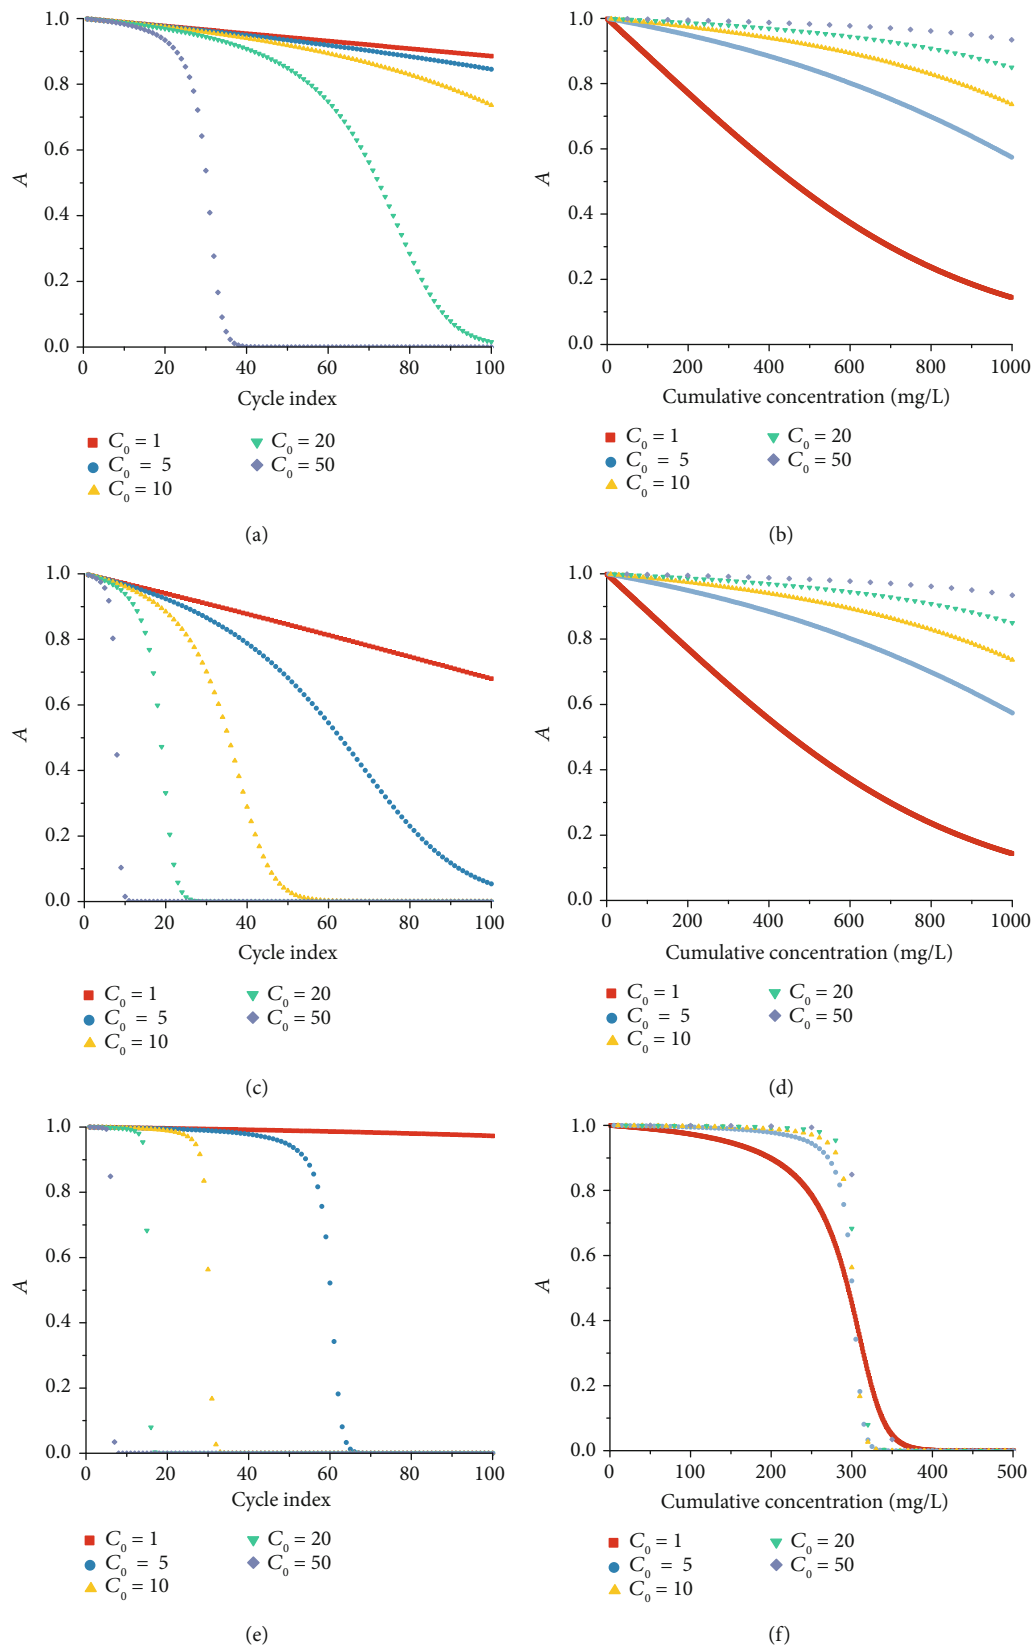 1.0
0.8
0.6
0.4
0.2
0.0
A
0 20 40 60 80 100
Cycle index
C0 = 1
C0 = 5
C0 = 10
C0 = 20
C0 = 50
(a)
1.0
0.8
0.6
0.4
0.2
0.0
A
0 200 400 600 800 1000
Cumulative concentration (mg/L)
C0 = 1
C0 = 5
C0 = 10
C0 = 20
C0 = 50
(b)
1.0
0.8
0.6
0.4
0.2
0.0
A
0 20 40 60 80 100
Cycle index
C0 = 1
C0 = 5
C0 = 10
C0 = 20
C0 = 50
(c)
1.0
0.8
0.6
0.4
0.2
0.0
A
0 200 400 600 800 1000
Cumulative concentration (mg/L)
C0 = 1
C0 = 5
C0 = 10
C0 = 20
C0 = 50
(d)
1.0
0.8
0.6
0.4
0.2
0.0
A
0 20 40 60 80 100
Cycle index
C0 = 1
C0 = 5
C0 = 10
C0 = 20
C0 = 50
(e)
1.0
0.8
0.6
0.4
0.2
0.0
A
0 100 200 300 400 500
Cumulative concentration (mg/L)
C0 = 1
C0 = 5
C0 = 10
C0 = 20
C0 = 50
(f)